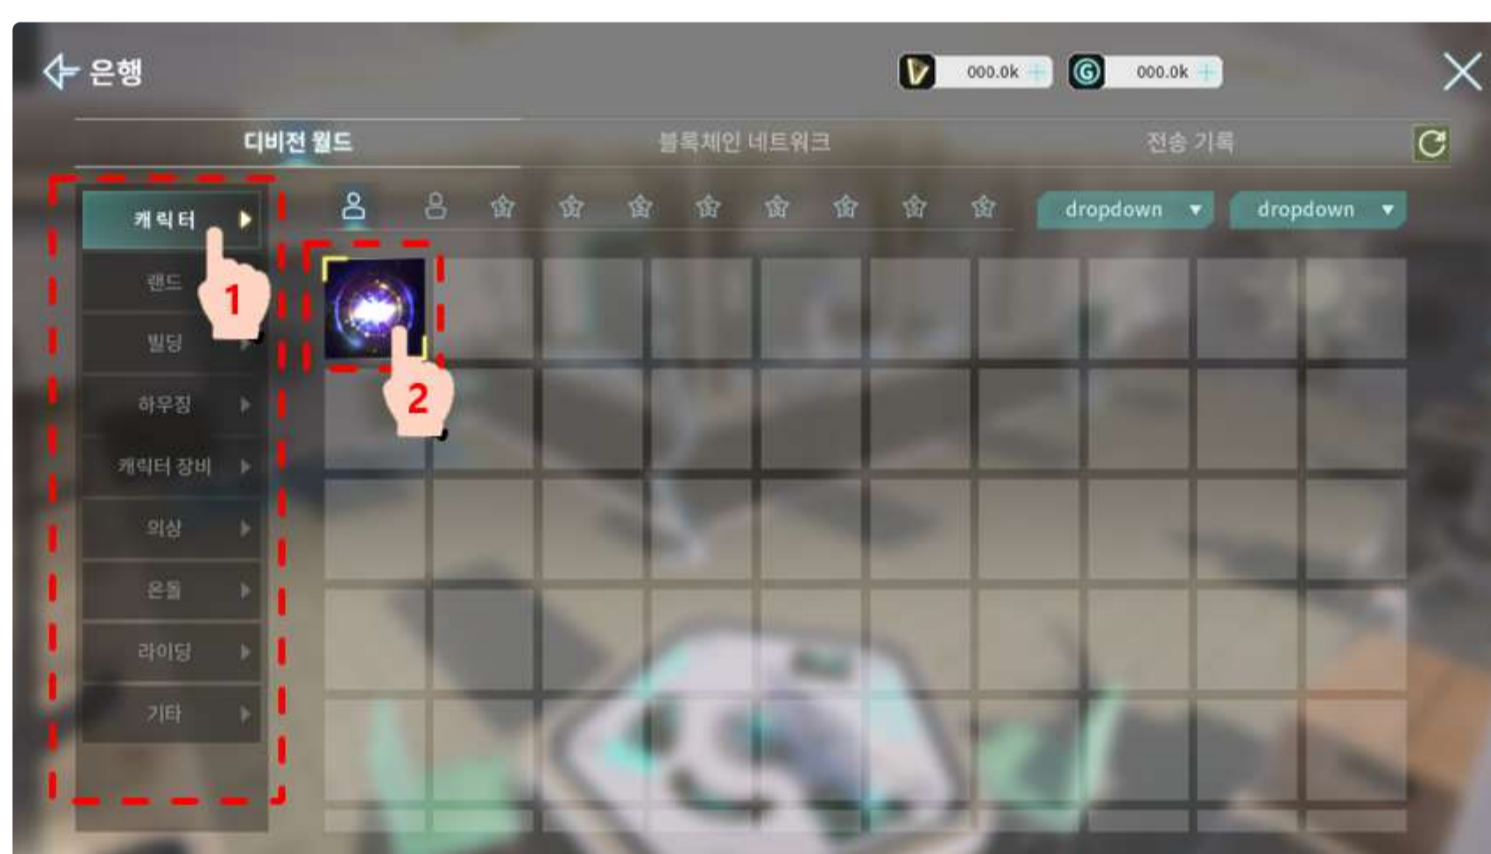 은행
000.0k
G
000.0k
디비전 월드
블록체인 네트워크
전송 기록
캐릭터
dropdown
dropdown
랜드
1
빌딩
2
하우징
캐릭터 장비
의상
온돌
라이딩
기타